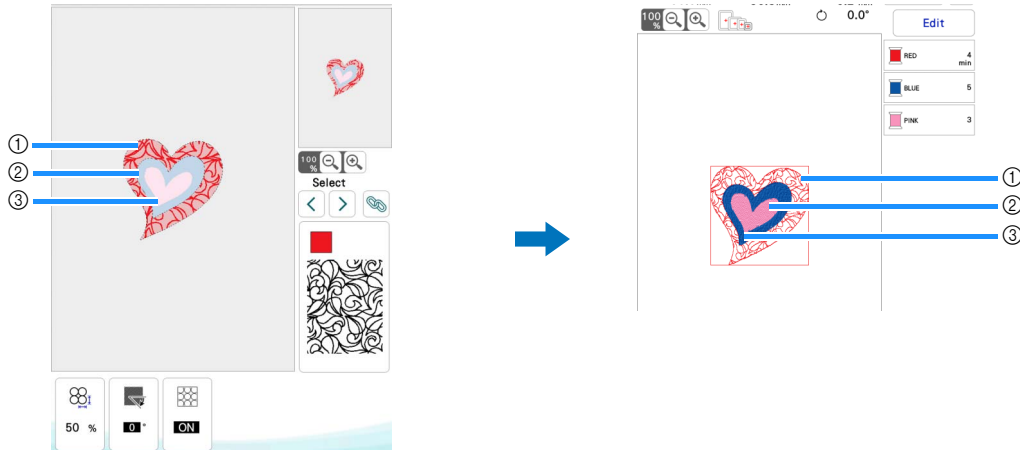 ①
②
③
100 %
Select
50 %
0 °
ON
100 %
0.0°
Edit
RED 4 min
BLUE 5
PINK 3
①
②
③